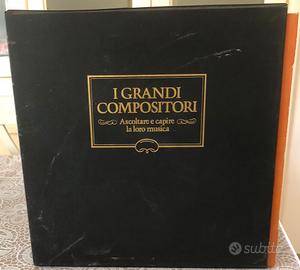 I GRANDI
COMPOSITORI
Ascoltare e capire
la loro musica
subito